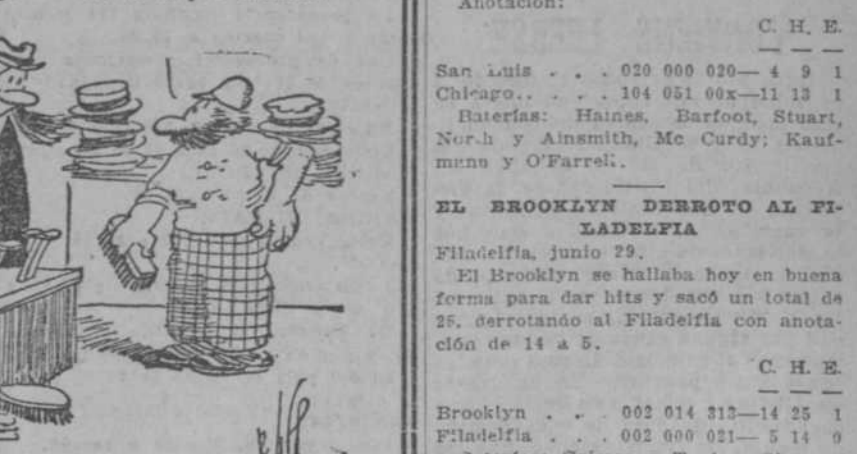 Anotación:
C. H. E.
San Luis . . . 020 000 020— 4 9 1
Chicago.. . . . 104 051 00x—11 13 1
Baterías: Haines, Barfoot, Stuart,
North y Ainsmith, Mc Curdy; Kauf-
mann y O'Farrell.
EL BROOKLYN DERROTO AL FI-
LADELFIA
Filadelfia, junio 29.
El Brooklyn se hallaba hoy en buena
forma para dar hits y sacó un total de
25, derrotando al Filadelfia con anota-
ción de 14 a 5.
C. H. E.
Brooklyn . . . 002 014 313—14 25 1
Filadelfia . . . 002 000 021— 5 14 0